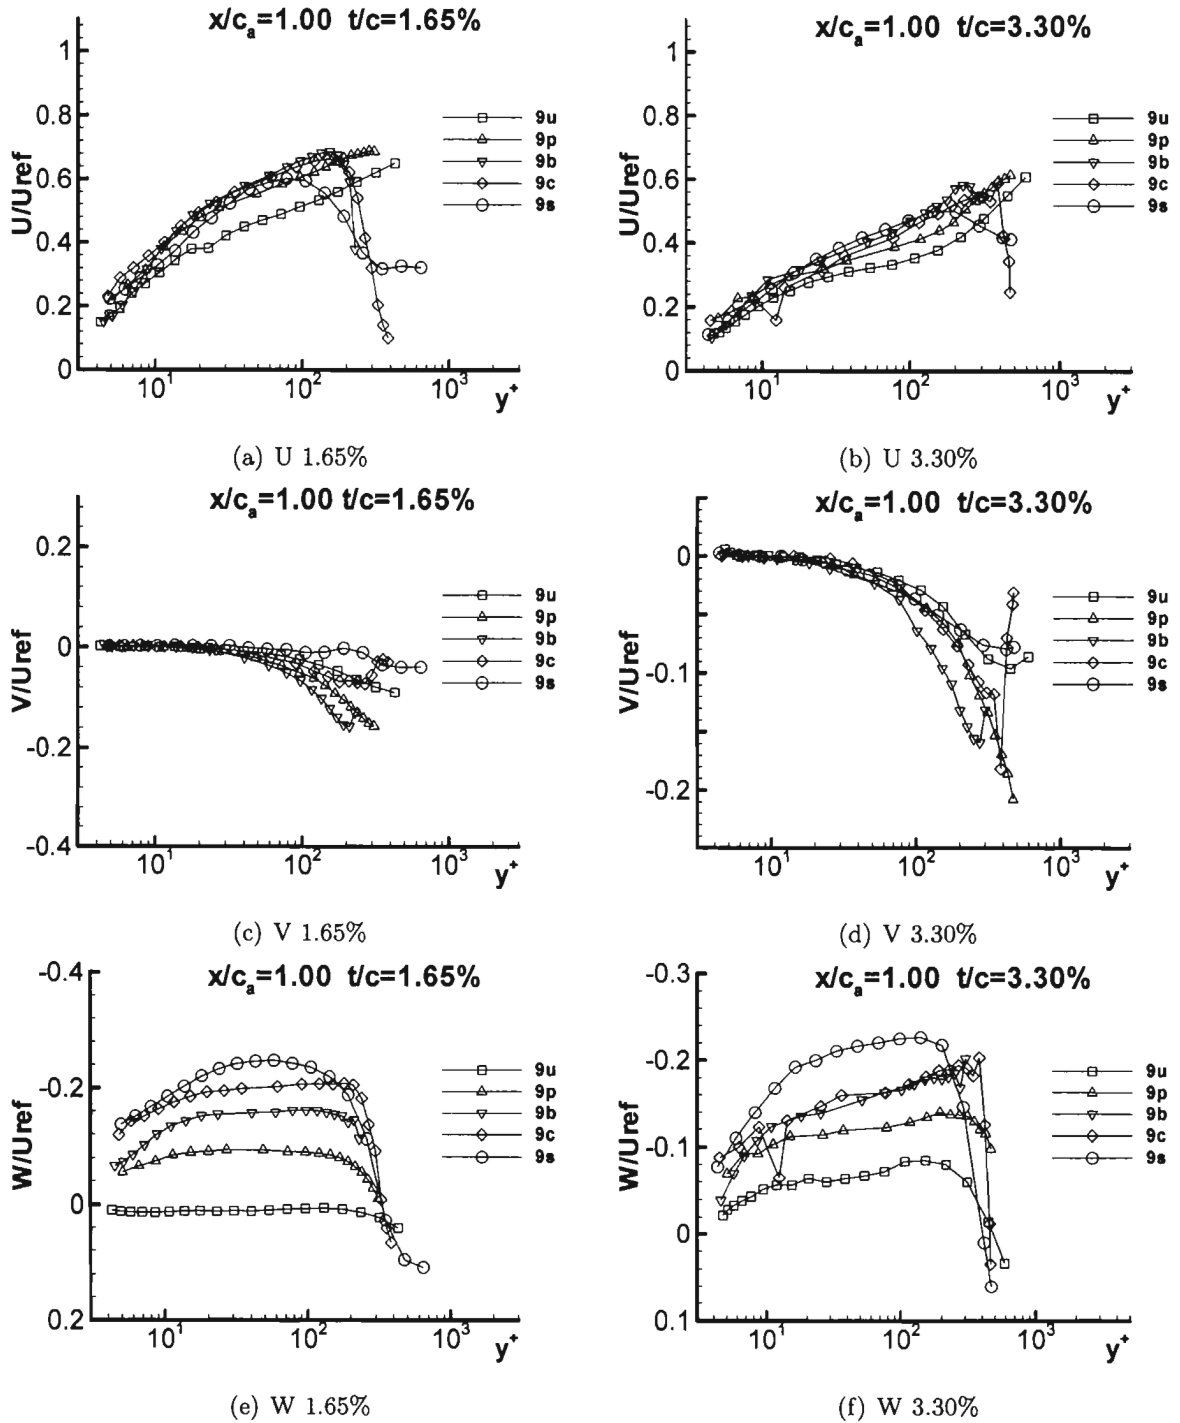 x/ca=1.00 t/c=1.65%
1
0.8
0.6
0.4
0.2
0
U/Uref
10¹
10²
10³
y⁺
9u
9p
9b
9c
9s
(a) U 1.65%
x/ca=1.00 t/c=3.30%
1
0.8
0.6
0.4
0.2
0
U/Uref
10¹
10²
10³
y⁺
9u
9p
9b
9c
9s
(b) U 3.30%
x/ca=1.00 t/c=1.65%
0.2
0
-0.2
-0.4
V/Uref
10¹
10²
10³
y⁺
9u
9p
9b
9c
9s
(c) V 1.65%
x/ca=1.00 t/c=3.30%
0
-0.1
-0.2
V/Uref
10¹
10²
10³
y⁺
9u
9p
9b
9c
9s
(d) V 3.30%
x/ca=1.00 t/c=1.65%
-0.4
-0.2
0
0.2
W/Uref
10¹
10²
10³
y⁺
9u
9p
9b
9c
9s
(e) W 1.65%
x/ca=1.00 t/c=3.30%
-0.3
-0.2
-0.1
0
0.1
W/Uref
10¹
10²
10³
y⁺
9u
9p
9b
9c
9s
(f) W 3.30%